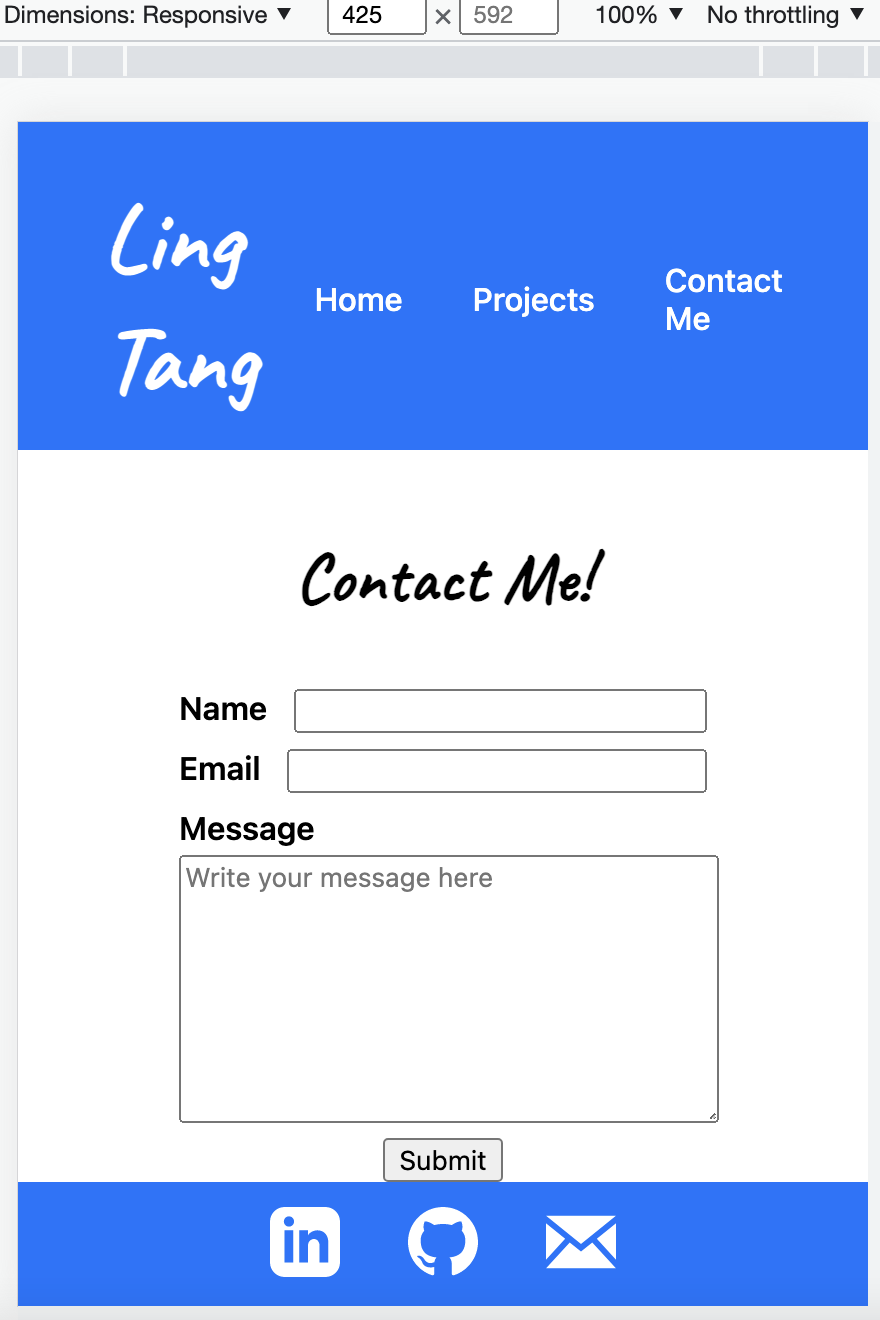 Dimensions: Responsive ▼ 425 × 592 100% ▼ No throttling ▼
Ling
Tang
Home Projects Contact
Me
Contact Me!
Name
Email
Message
Write your message here
Submit
in